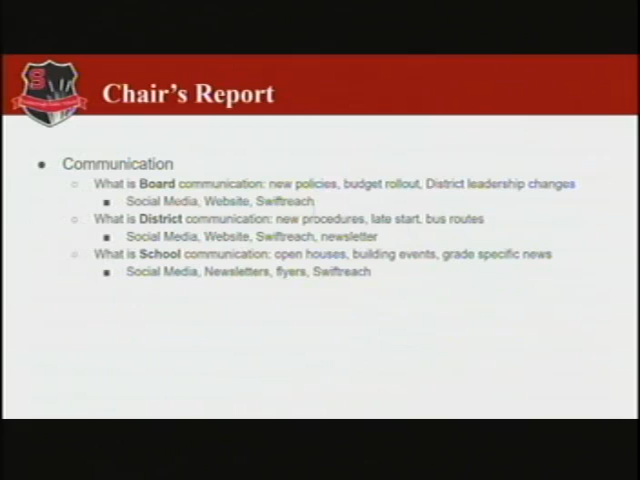 S
Chair's Report
● Communication
○ What is Board communication: new policies, budget rollout, District leadership changes
■ Social Media, Website, Swiftreach
○ What is District communication: new procedures, late start, bus routes
■ Social Media, Website, Swiftreach, newsletter
○ What is School communication: open houses, building events, grade specific news
■ Social Media, Newsletters, flyers, Swiftreach